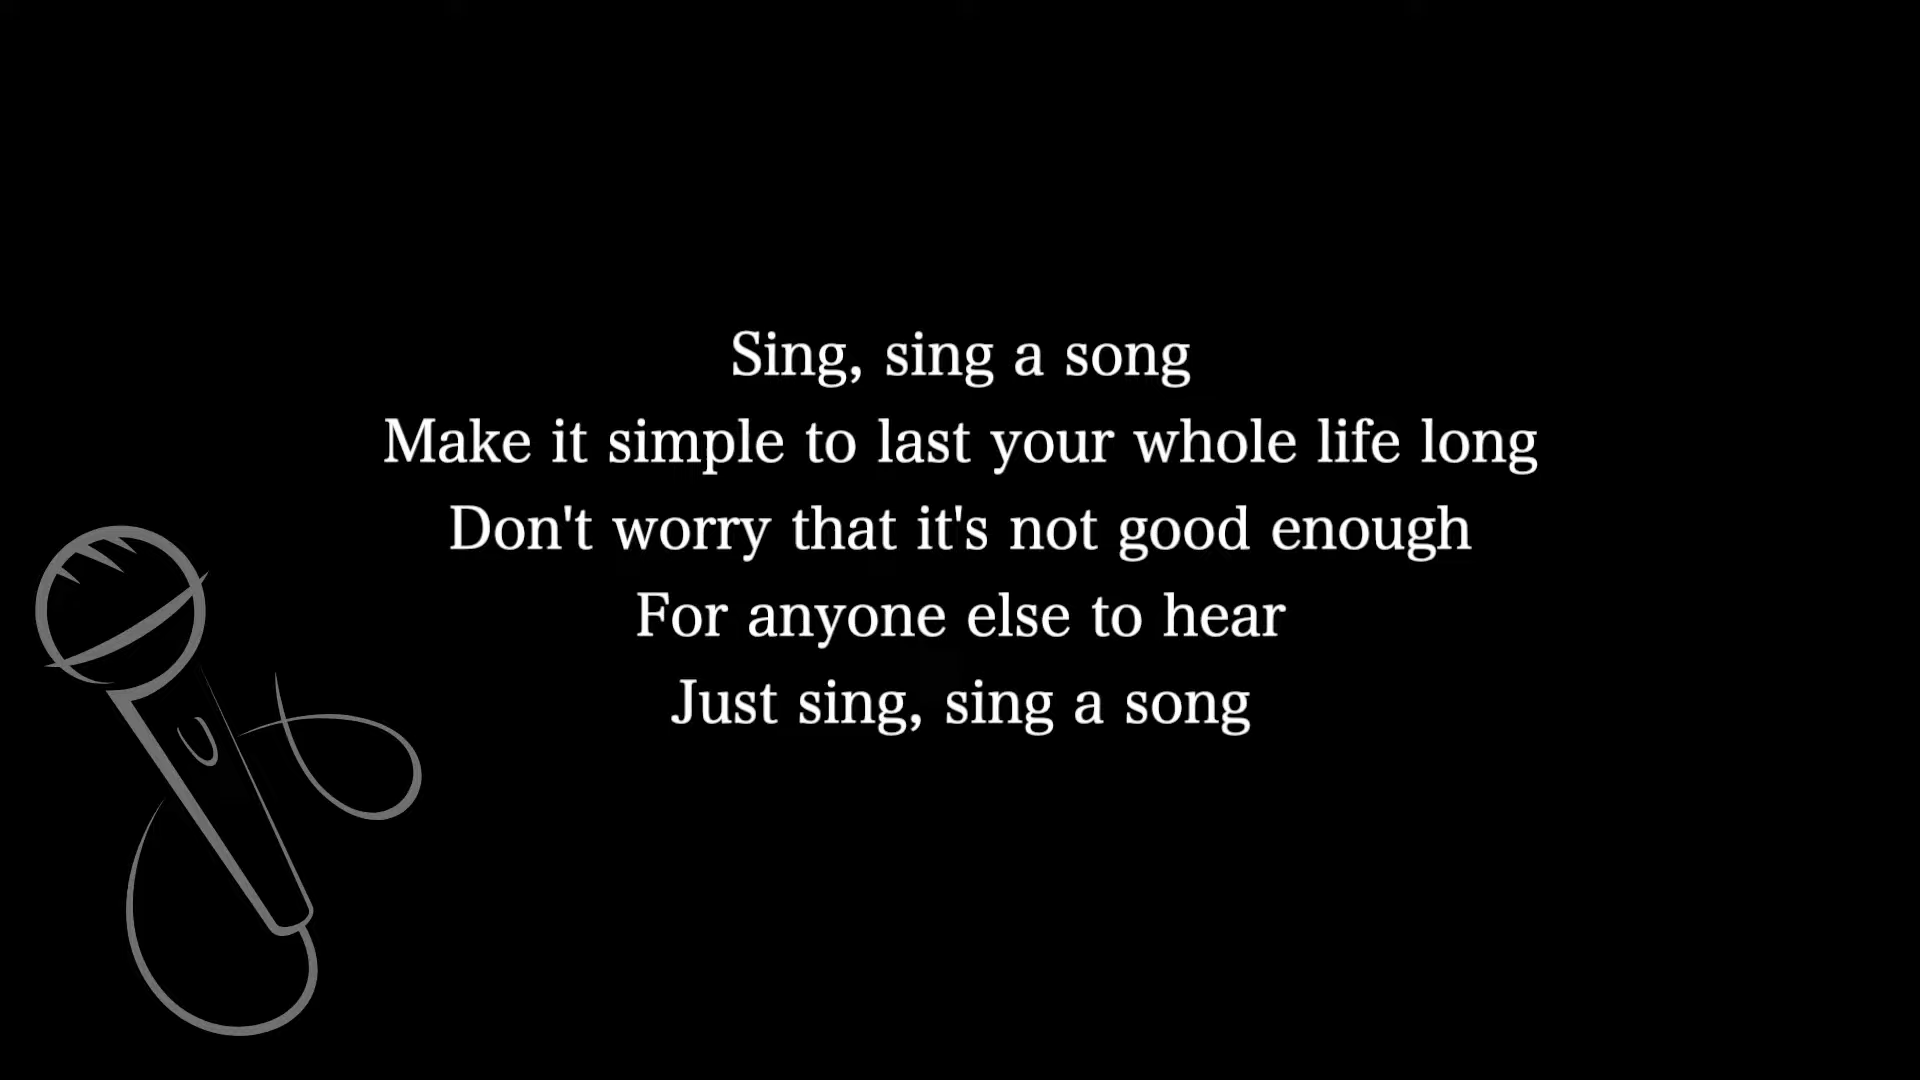 Sing, sing a song
Make it simple to last your whole life long
Don't worry that it's not good enough
For anyone else to hear
Just sing, sing a song